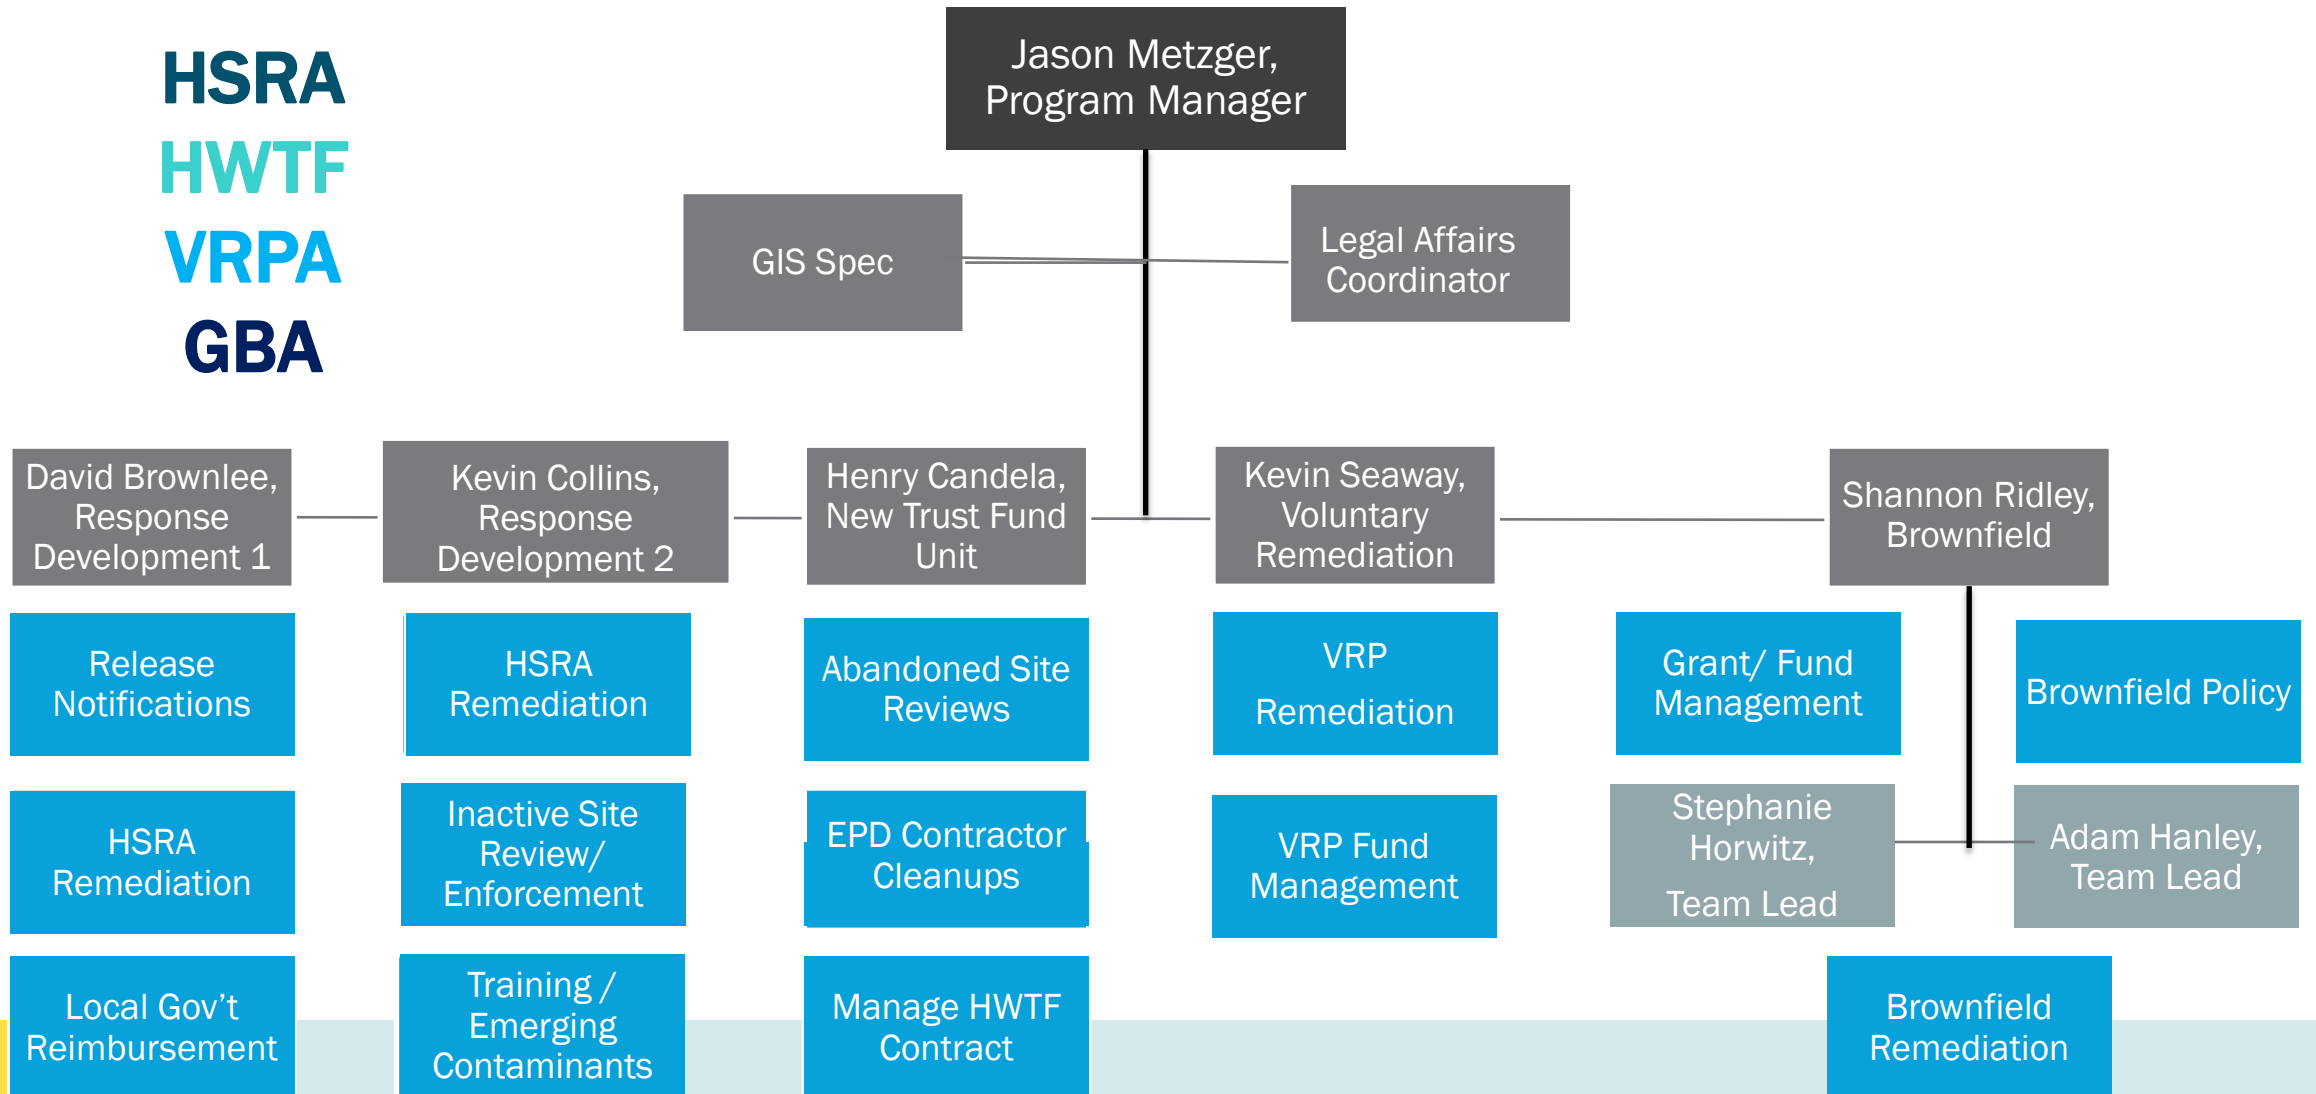 HSRA
HWTF
VRPA
GBA
Jason Metzger,
Program Manager
GIS Spec
Legal Affairs
Coordinator
David Brownlee,
Response
Development 1
Kevin Collins,
Response
Development 2
Henry Candela,
New Trust Fund
Unit
Kevin Seaway,
Voluntary
Remediation
Shannon Ridley,
Brownfield
Release
Notifications
HSRA
Remediation
Abandoned Site
Reviews
VRP
Remediation
Grant/ Fund
Management
Brownfield Policy
HSRA
Remediation
Inactive Site
Review/
Enforcement
EPD Contractor
Cleanups
VRP Fund
Management
Stephanie
Horwitz,
Team Lead
Adam Hanley,
Team Lead
Local Gov’t
Reimbursement
Training /
Emerging
Contaminants
Manage HWTF
Contract
Brownfield
Remediation